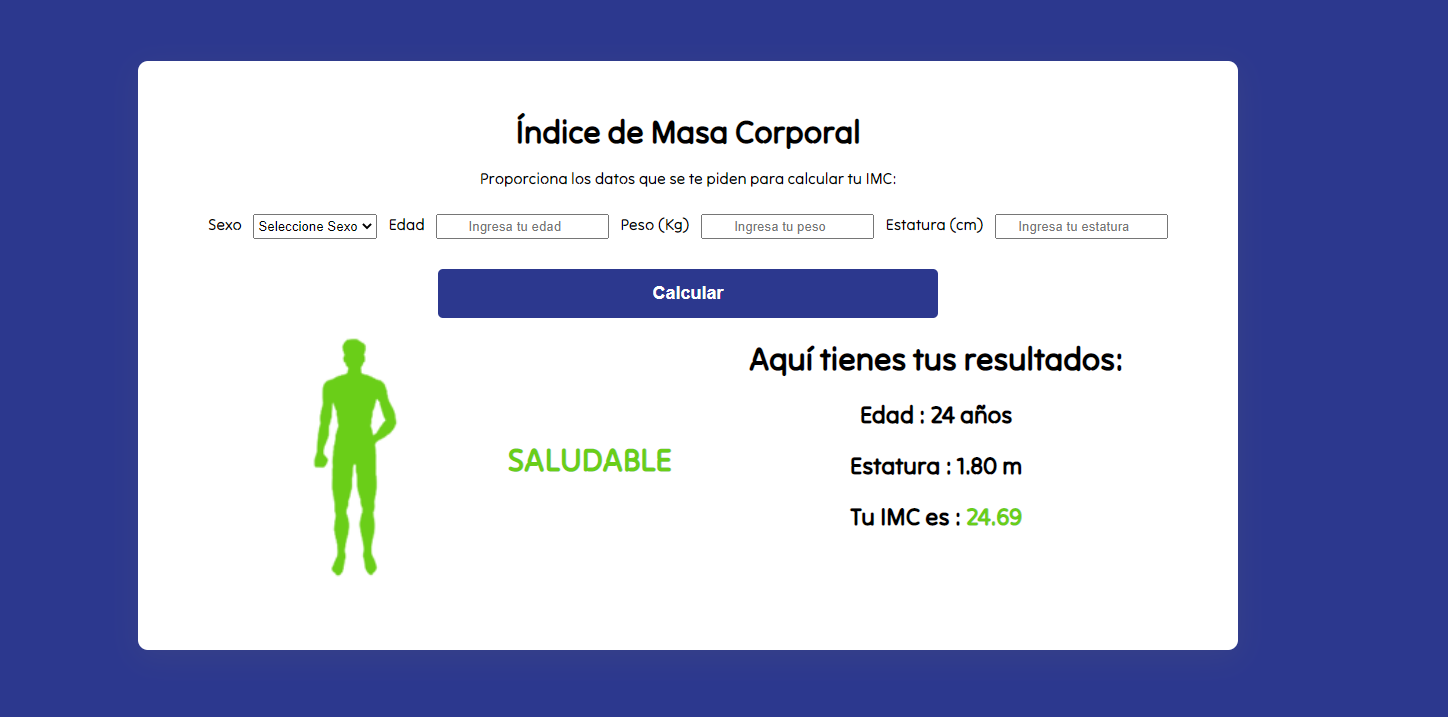 Índice de Masa Corporal
Proporciona los datos que se te piden para calcular tu IMC:
Sexo Seleccione Sexo Edad Ingresa tu edad Peso (Kg) Ingresa tu peso Estatura (cm) Ingresa tu estatura
Calcular
SALUDABLE
Aquí tienes tus resultados:
Edad : 24 años
Estatura : 1.80 m
Tu IMC es : 24.69